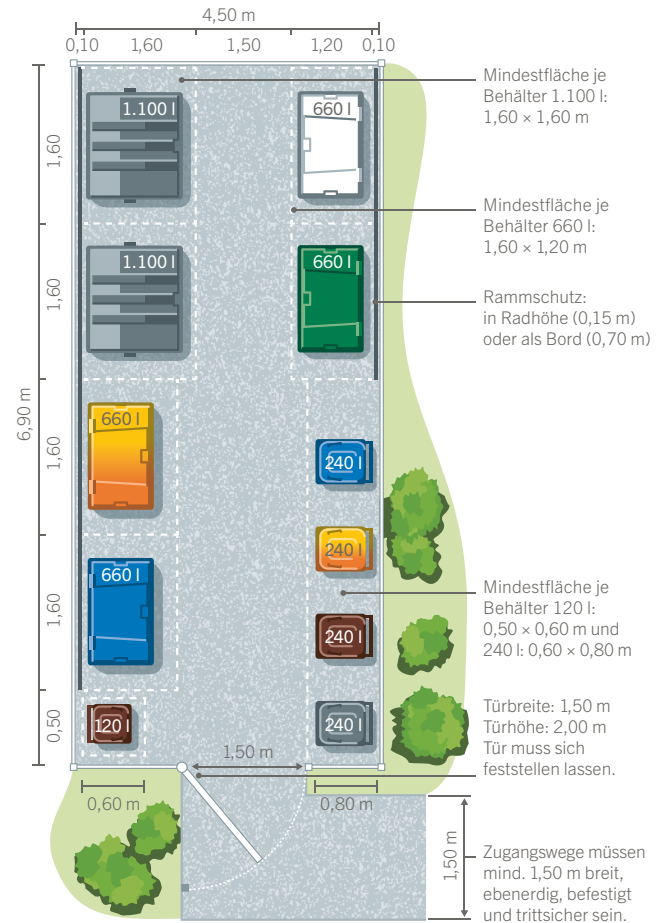 4,50 m
0,10 1,60 1,50 1,20 0,10
Mindestfläche je
Behälter 1.100 l:
1,60 × 1,60 m
1.100 l
660 l
1,60
Mindestfläche je
Behälter 660 l:
1,60 × 1,20 m
1.100 l
660 l
1,60
Rammschutz:
in Radhöhe (0,15 m)
oder als Bord (0,70 m)
6,90 m
660 l
1,60
240 l
240 l
660 l
1,60
Mindestfläche je
Behälter 120 l:
0,50 × 0,60 m und
240 l: 0,60 × 0,80 m
240 l
120 l
240 l
0,50
Türbreite: 1,50 m
Türhöhe: 2,00 m
Tür muss sich
feststellen lassen.
1,50 m
0,60 m
0,80 m
1,50 m
Zugangswege müssen
mind. 1,50 m breit,
ebenerdig, befestigt
und trittsicher sein.